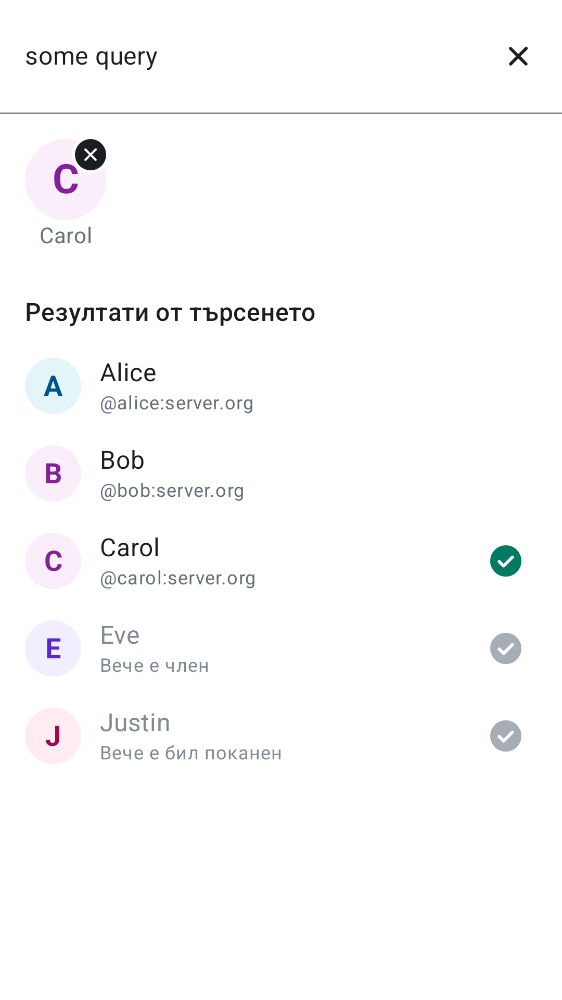 some query
C
Carol
Резултати от търсенето
A
Alice
@alice:server.org
B
Bob
@bob:server.org
C
Carol
@carol:server.org
E
Eve
Вече е член
J
Justin
Вече е бил поканен